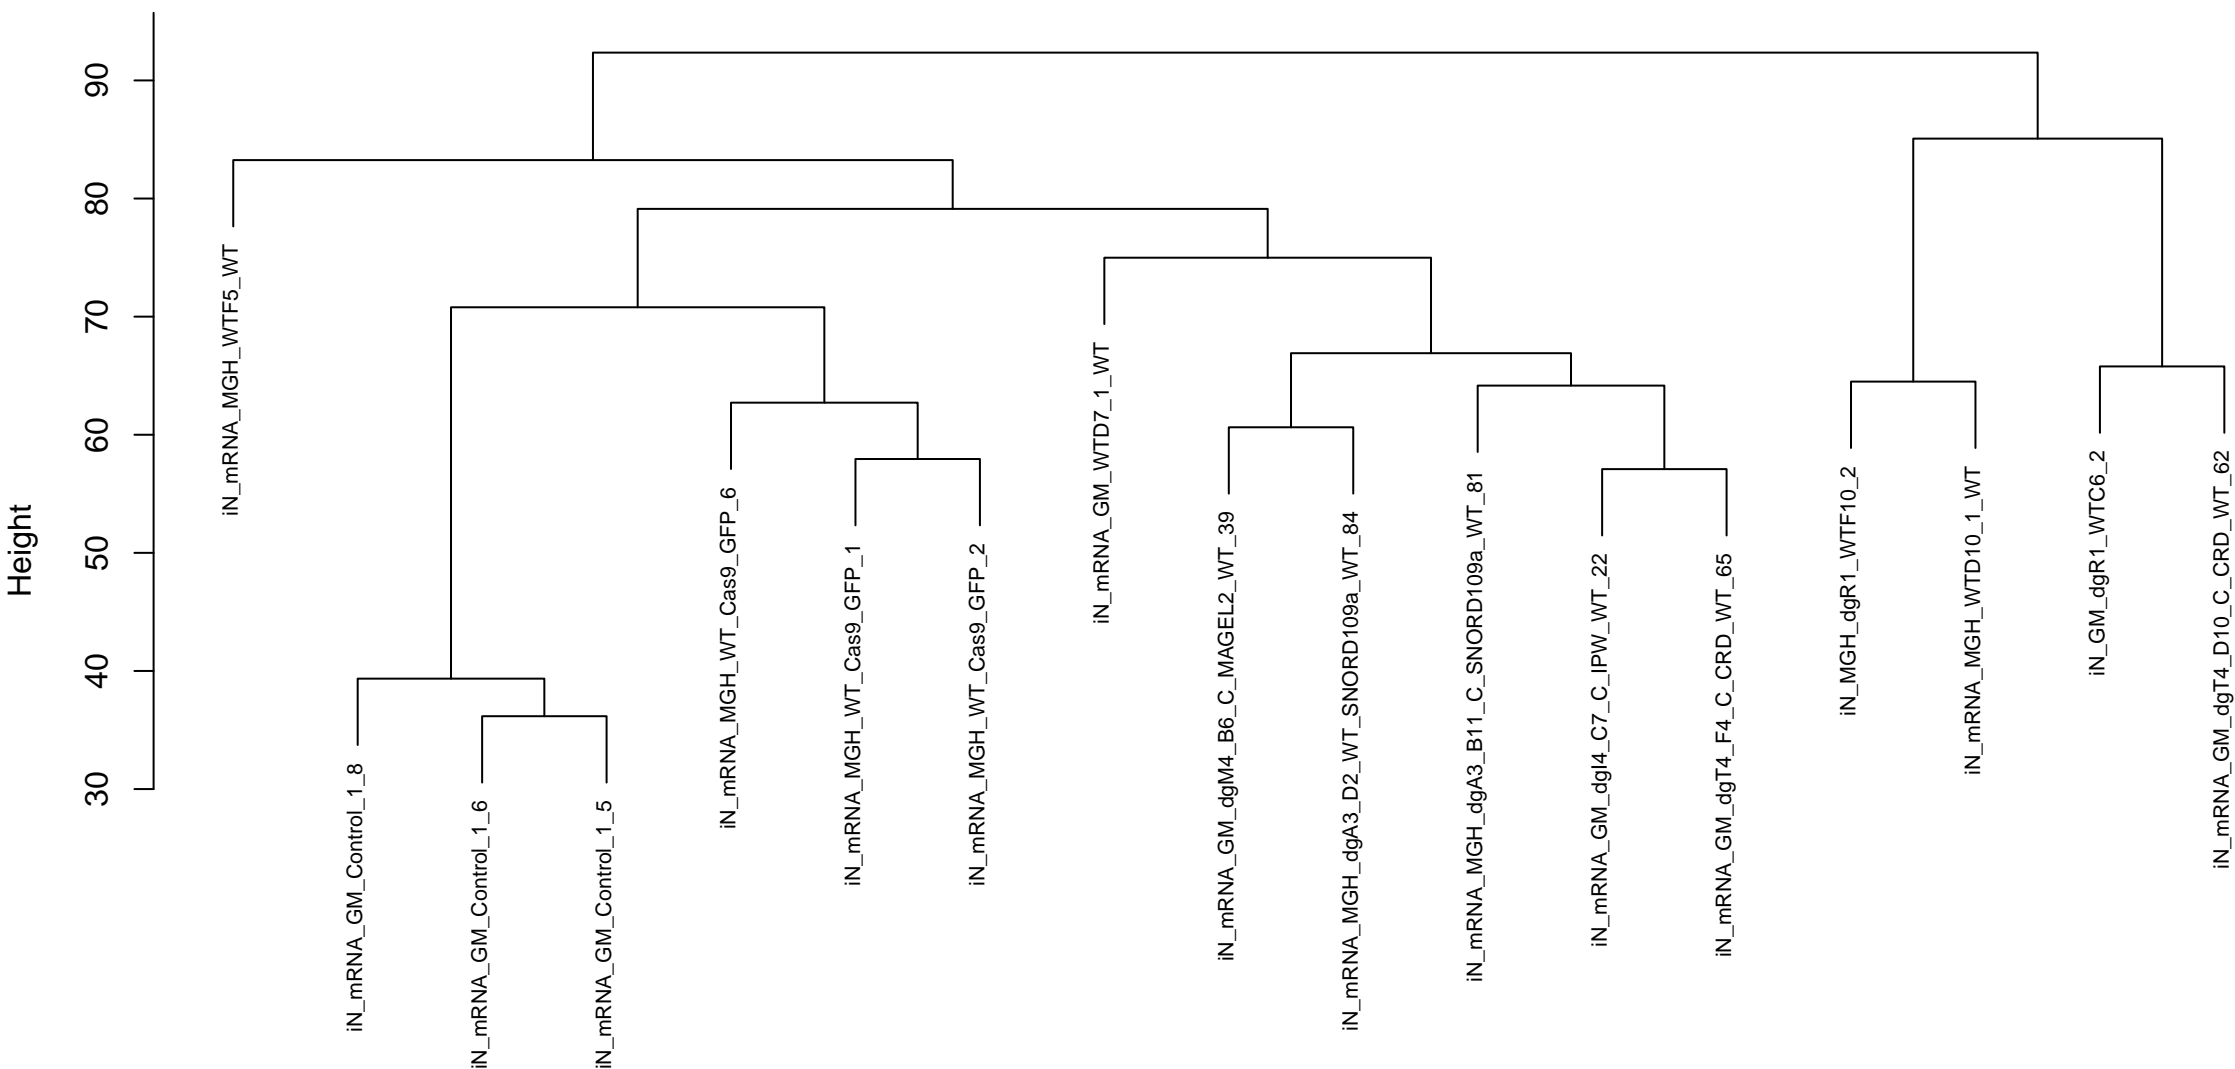 Height
90
80
70
60
50
40
30
iN_mRNA_MGH_WTF5_WT
iN_mRNA_GM_Control_1_8
iN_mRNA_GM_Control_1_6
iN_mRNA_GM_Control_1_5
iN_mRNA_MGH_WT_Cas9_GFP_6
iN_mRNA_MGH_WT_Cas9_GFP_1
iN_mRNA_MGH_WT_Cas9_GFP_2
iN_mRNA_GM_WTD7_1_WT
iN_mRNA_GM_dgM4_B6_C_MAGEL2_WT_39
iN_mRNA_MGH_dgA3_D2_WT_SNORD109a_WT_84
iN_mRNA_MGH_dgA3_B11_C_SNORD109a_WT_81
iN_mRNA_GM_dgI4_C7_C_IPW_WT_22
iN_mRNA_GM_dgT4_F4_C_CRD_WT_65
iN_MGH_dgR1_WTF10_2
iN_mRNA_MGH_WTD10_1_WT
iN_GM_dgR1_WTC6_2
iN_mRNA_GM_dgT4_D10_C_CRD_WT_62